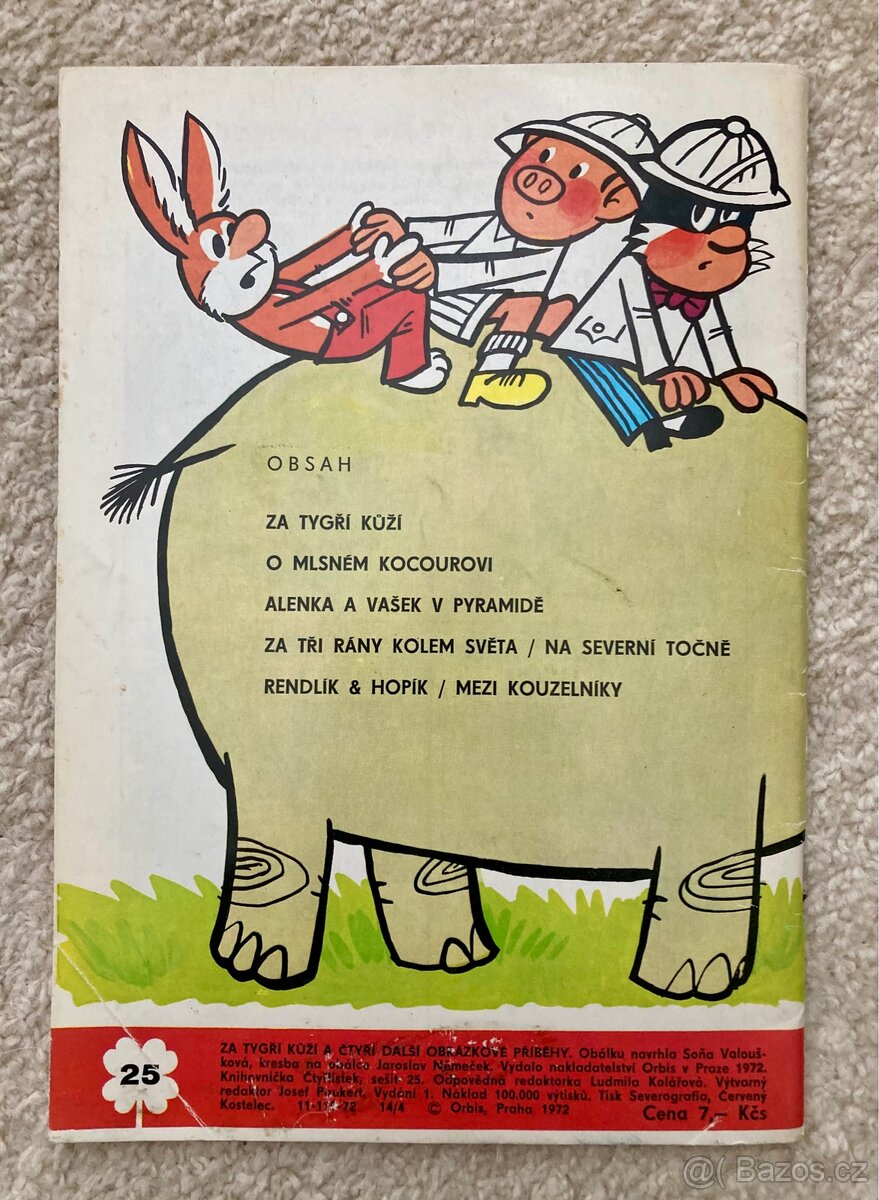 OBSAH
ZA TYGŘÍ KŮŽÍ
O MLSNÉM KOCOUROVI
ALENKA A VAŠEK V PYRAMIDĚ
ZA TŘI RÁNY KOLEM SVĚTA / NA SEVERNÍ TOČNĚ
RENDLÍK & HOPÍK / MEZI KOUZELNÍKY
25
ZA TYGŘÍ KŮŽÍ A ČTYŘI DALŠÍ OBRÁZKOVÉ PŘÍBĚHY. Obálku navrhla Soňa Valouš-
ková, kresba na obálce Jaroslav Němeček. Vydalo nakladatelství Orbis v Praze 1972.
Knihovnička Čtyřlístek, sešit 25. Odpovědná redaktorka Ludmila Kolářová. Výtvarný
redaktor Josef Vydání 1. Náklad 100.000 výtisků. Tisk Severografia, Červený
Kostelec. 14/4 © Orbis, Praha 1972
Cena 7,– Kčs
@( Bazos.cz